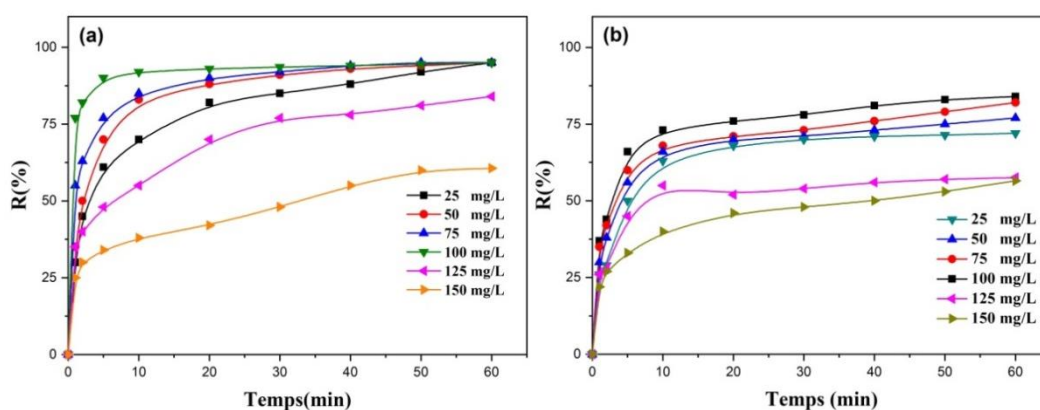 (a)
R(%)
100
75
50
25
0
25 mg/L
50 mg/L
75 mg/L
100 mg/L
125 mg/L
150 mg/L
0 10 20 30 40 50 60
Temps(min)
(b)
R(%)
100
75
50
25
0
25 mg/L
50 mg/L
75 mg/L
100 mg/L
125 mg/L
150 mg/L
0 10 20 30 40 50 60
Temps (min)